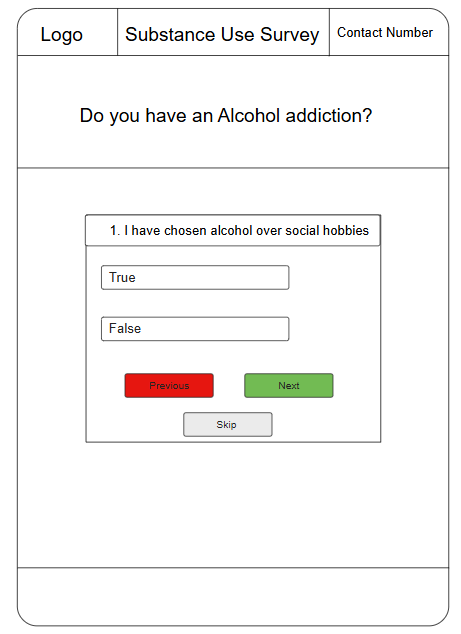 Logo
Substance Use Survey
Contact Number
Do you have an Alcohol addiction?
1. I have chosen alcohol over social hobbies
True
False
Previous
Next
Skip